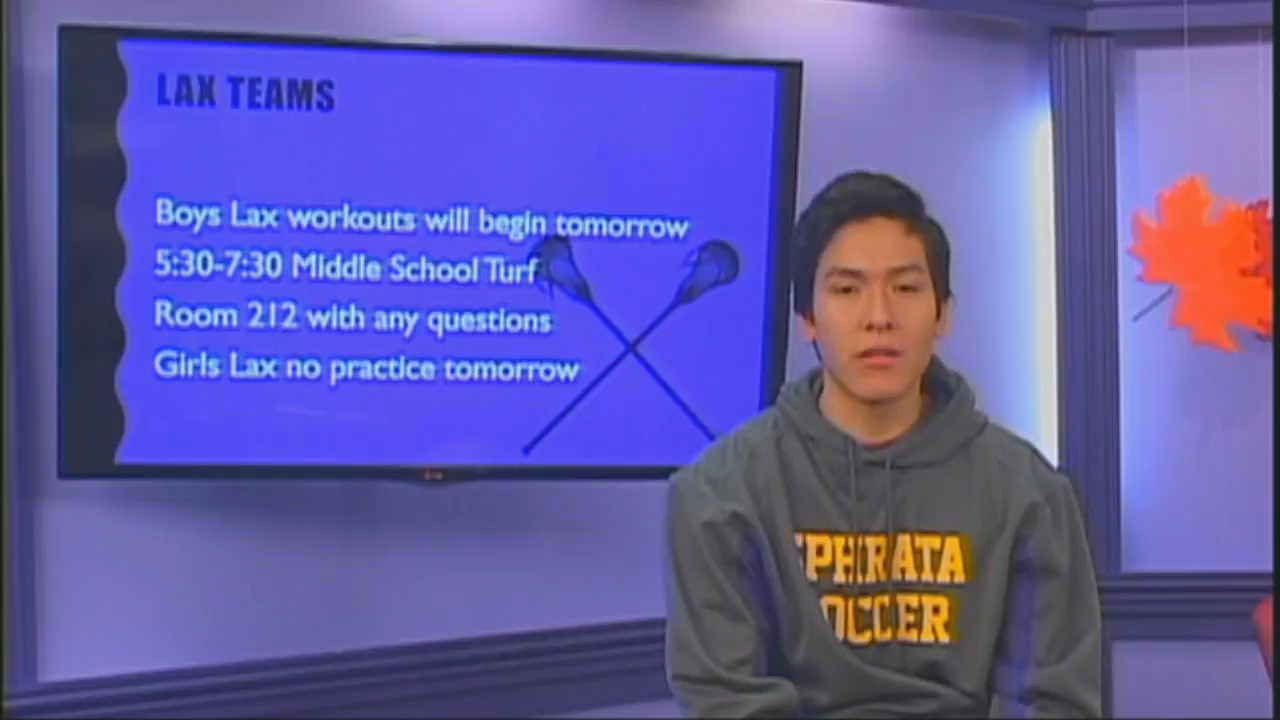 LAX TEAMS
Boys Lax workouts will begin tomorrow
5:30-7:30 Middle School Turf
Room 212 with any questions
Girls Lax no practice tomorrow
EPHRATA
SOCCER